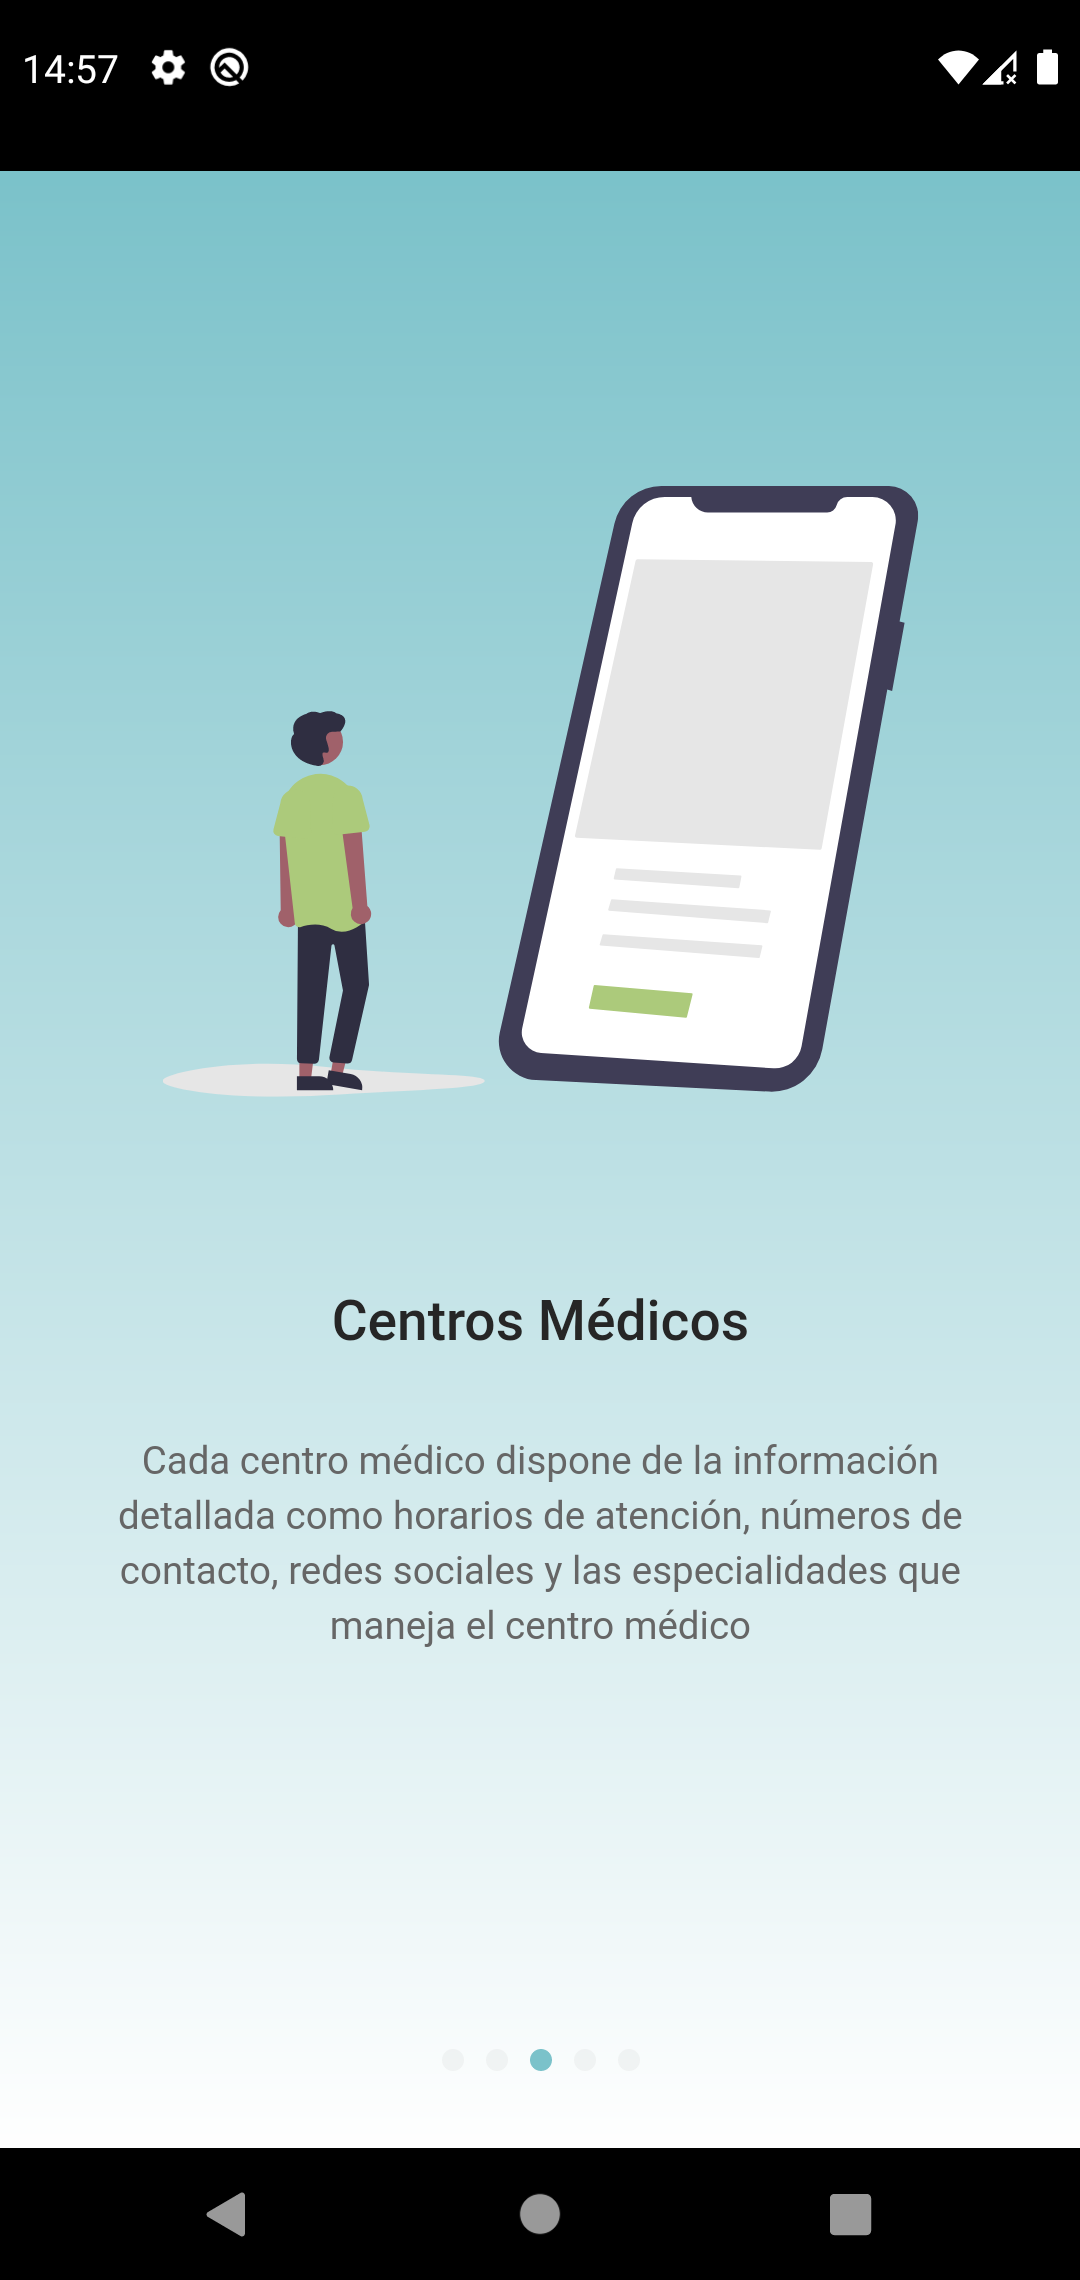 14:57
Centros Médicos
Cada centro médico dispone de la información
detallada como horarios de atención, números de
contacto, redes sociales y las especialidades que
maneja el centro médico